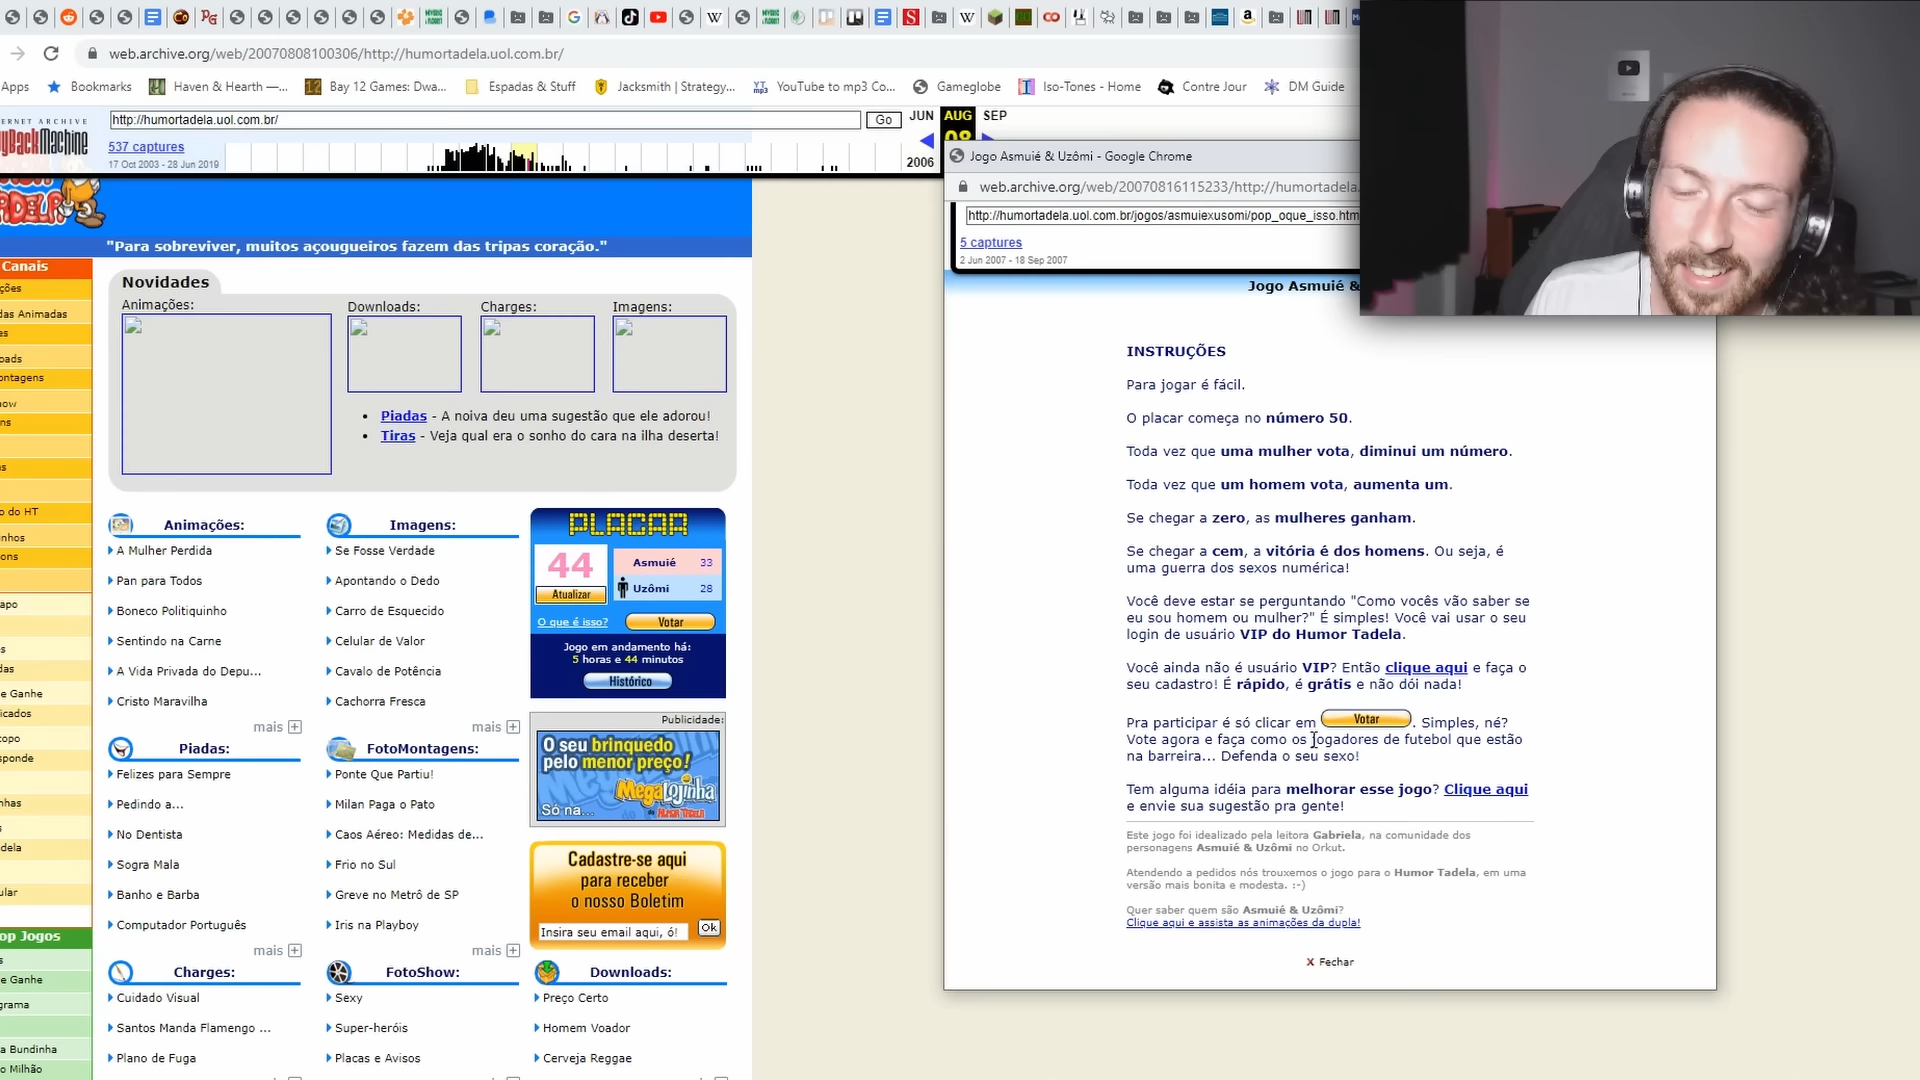 web.archive.org/web/20070808100306/http://humortadela.uol.com.br/
Apps
Bookmarks
Haven & Hearth —...
Bay 12 Games: Dwa...
Espadas & Stuff
Jacksmith | Strategy...
YouTube to mp3 Co...
Gameglobe
Iso-Tones - Home
Contre Jour
DM Guide
http://humortadela.uol.com.br/
Go
JUN
AUG
SEP
537 captures
17 Oct 2003 - 28 Jun 2019
2006
"Para sobreviver, muitos açougueiros fazem das tripas coração."
Canais
Novidades
Animações:
Downloads:
Charges:
Imagens:
Piadas - A noiva deu uma sugestão que ele adorou!
Tiras - Veja qual era o sonho do cara na ilha deserta!
Animações:
A Mulher Perdida
Pan para Todos
Boneco Politiquinho
Sentindo na Carne
A Vida Privada do Depu...
Cristo Maravilha
mais
Imagens:
Se Fosse Verdade
Apontando o Dedo
Carro de Esquecido
Celular de Valor
Cavalo de Potência
Cachorra Fresca
mais
PLACAR
44
Asmuié 33
Uzômi 28
Atualizar
O que é isso?
Votar
Jogo em andamento há:
5 horas e 44 minutos
Histórico
Publicidade:
O seu brinquedo
pelo menor preço!
Só na...
MegaLojinha
do HUMOR TADELA
Cadastre-se aqui
para receber
o nosso Boletim
Insira seu email aqui, ó!
Ok
Piadas:
Felizes para Sempre
Pedindo a...
No Dentista
Sogra Mala
Banho e Barba
Computador Português
mais
FotoMontagens:
Ponte Que Partiu!
Milan Paga o Pato
Caos Aéreo: Medidas de...
Frio no Sul
Greve no Metrô de SP
Iris na Playboy
mais
Charges:
Cuidado Visual
Santos Manda Flamengo ...
Plano de Fuga
FotoShow:
Sexy
Super-heróis
Placas e Avisos
Downloads:
Preço Certo
Homem Voador
Cerveja Reggae
Jogo Asmuié & Uzômi - Google Chrome
web.archive.org/web/20070816115233/http://humortadela.
http://humortadela.uol.com.br/jogos/asmuiexusomi/pop_oque_isso.htm
5 captures
2 Jun 2007 - 18 Sep 2007
Jogo Asmuié &
INSTRUÇÕES
Para jogar é fácil.
O placar começa no número 50.
Toda vez que uma mulher vota, diminui um número.
Toda vez que um homem vota, aumenta um.
Se chegar a zero, as mulheres ganham.
Se chegar a cem, a vitória é dos homens. Ou seja, é
uma guerra dos sexos numérica!
Você deve estar se perguntando "Como vocês vão saber se
eu sou homem ou mulher?" É simples! Você vai usar o seu
login de usuário VIP do Humor Tadela.
Você ainda não é usuário VIP? Então clique aqui e faça o
seu cadastro! É rápido, é grátis e não dói nada!
Pra participar é só clicar em Votar. Simples, né?
Vote agora e faça como os jogadores de futebol que estão
na barreira... Defenda o seu sexo!
Tem alguma idéia para melhorar esse jogo? Clique aqui
e envie sua sugestão pra gente!
Este jogo foi idealizado pela leitora Gabriela, na comunidade dos
personagens Asmuié & Uzômi no Orkut.
Atendendo a pedidos nós trouxemos o jogo para o Humor Tadela, em uma
versão mais bonita e modesta. :-)
Quer saber quem são Asmuié & Uzômi?
Clique aqui e assista as animações da dupla!
X Fechar